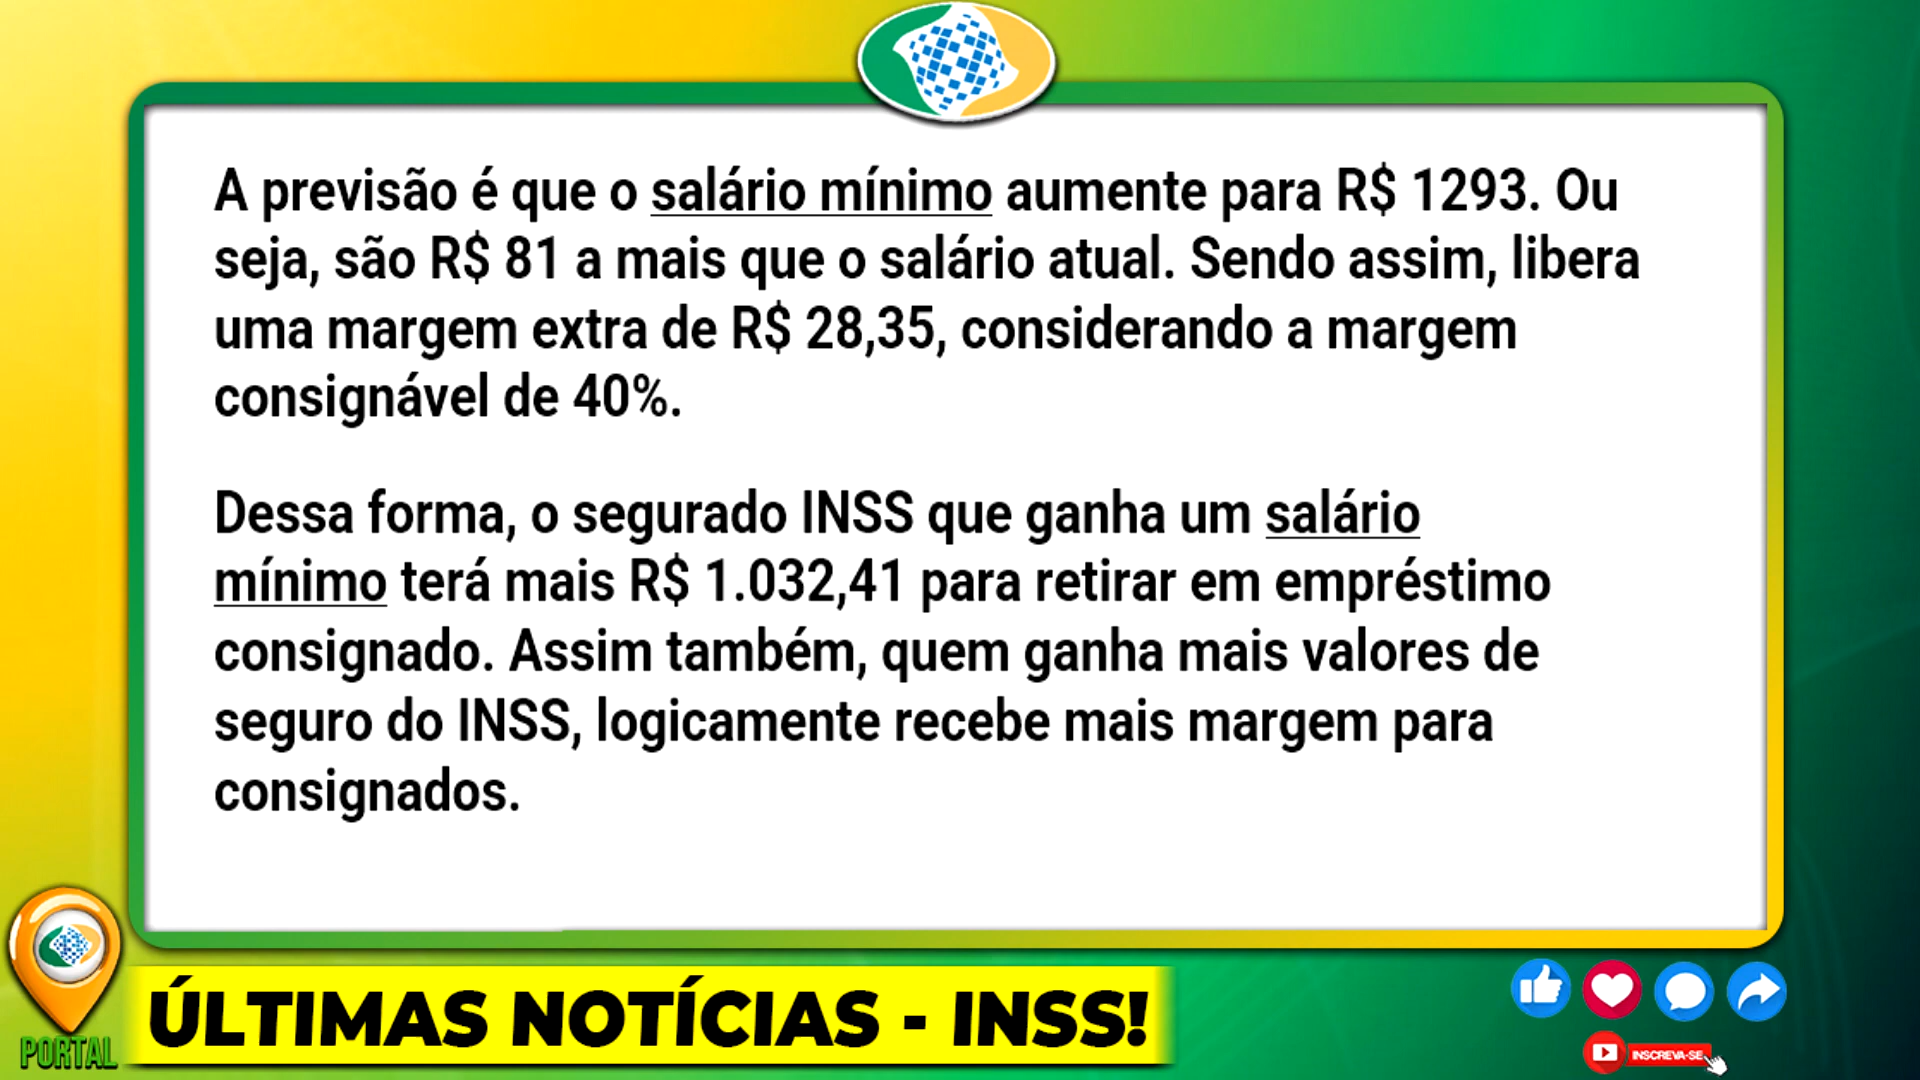 A previsão é que o salário mínimo aumente para R$ 1293. Ou
seja, são R$ 81 a mais que o salário atual. Sendo assim, libera
uma margem extra de R$ 28,35, considerando a margem
consignável de 40%.
Dessa forma, o segurado INSS que ganha um salário
mínimo terá mais R$ 1.032,41 para retirar em empréstimo
consignado. Assim também, quem ganha mais valores de
seguro do INSS, logicamente recebe mais margem para
consignados.
PORTAL
ÚLTIMAS NOTÍCIAS - INSS!
INSCREVA-SE